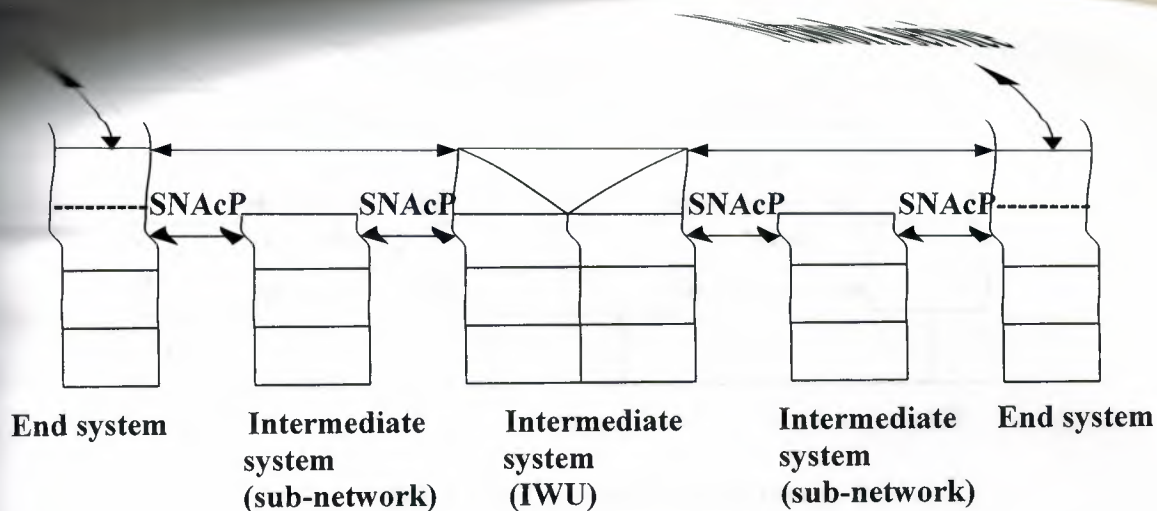 SNAcP SNAcP SNAcP SNAcP
End system
Intermediate
system
(sub-network)
Intermediate
system
(IWU)
Intermediate
system
(sub-network)
End system